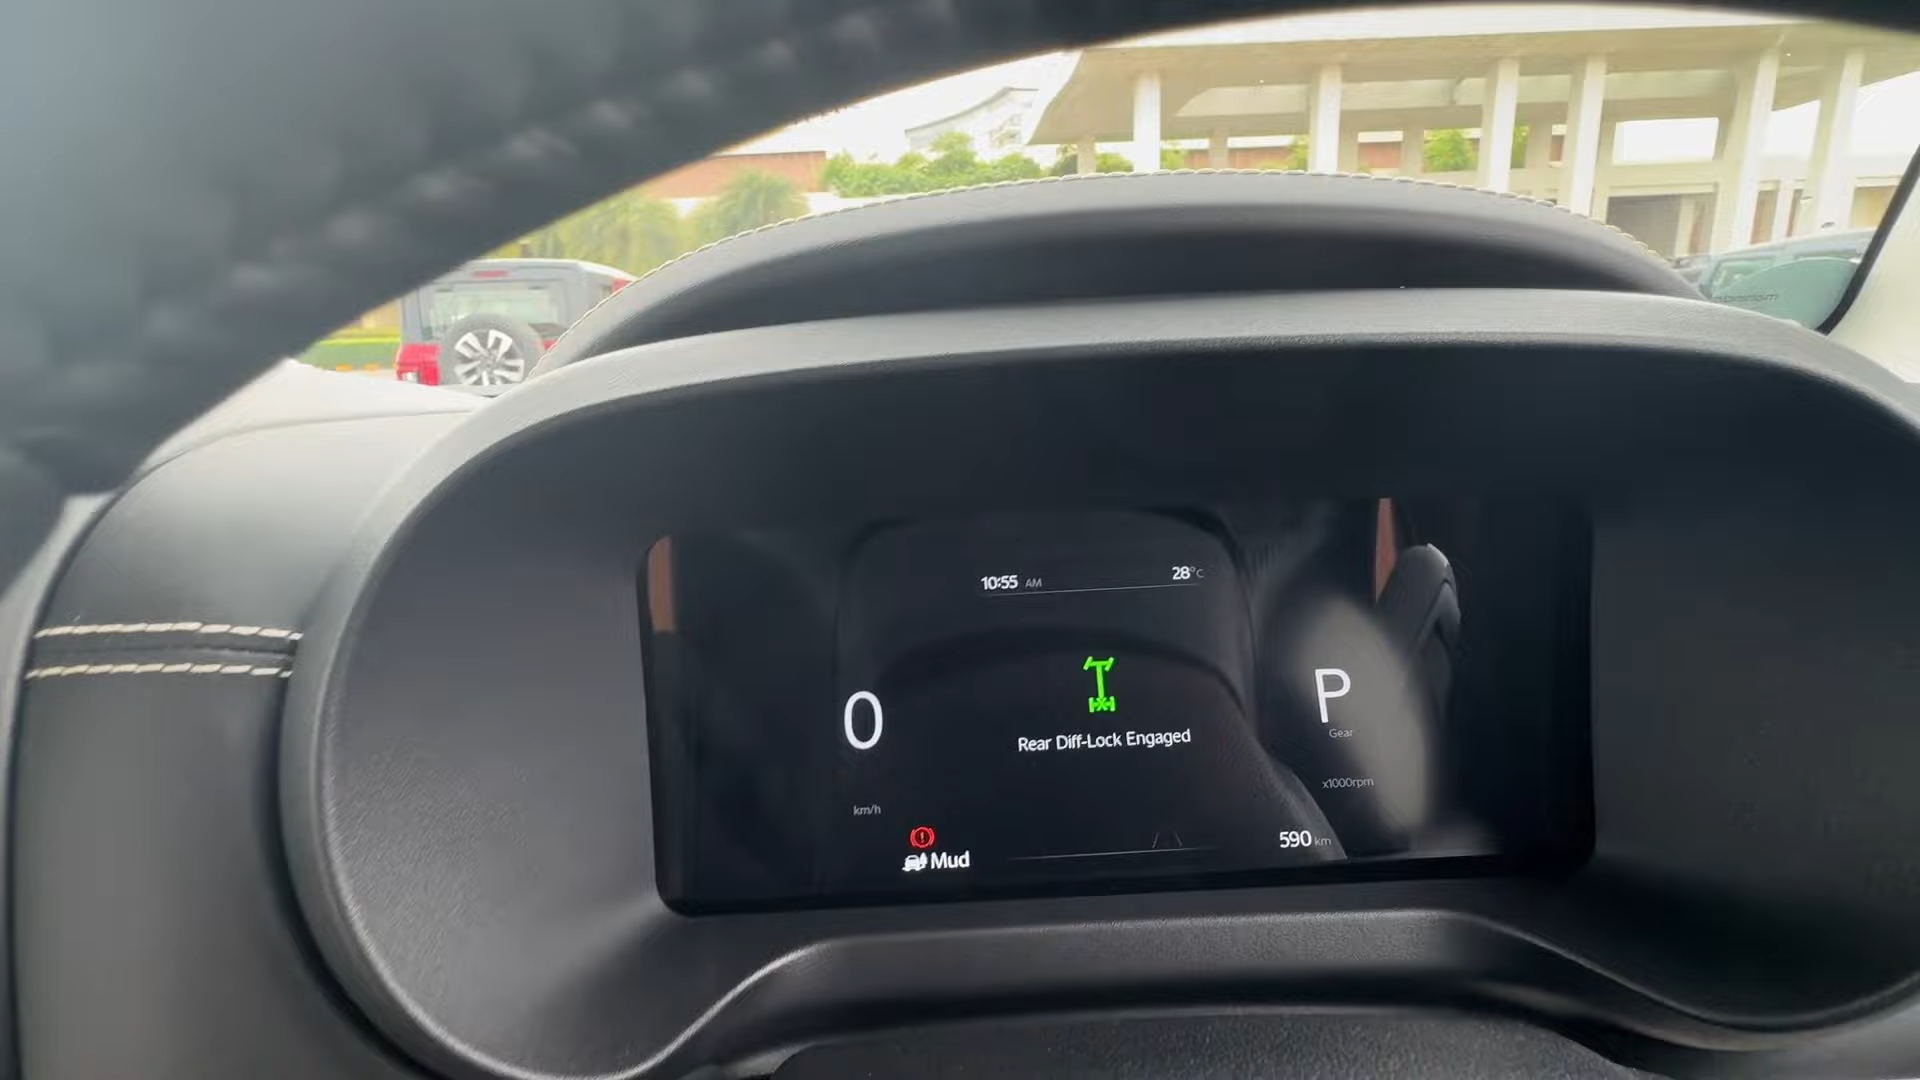 10:55 AM
28°C
0
km/h
Rear Diff-Lock Engaged
P
Gear
x1000rpm
Mud
590 km